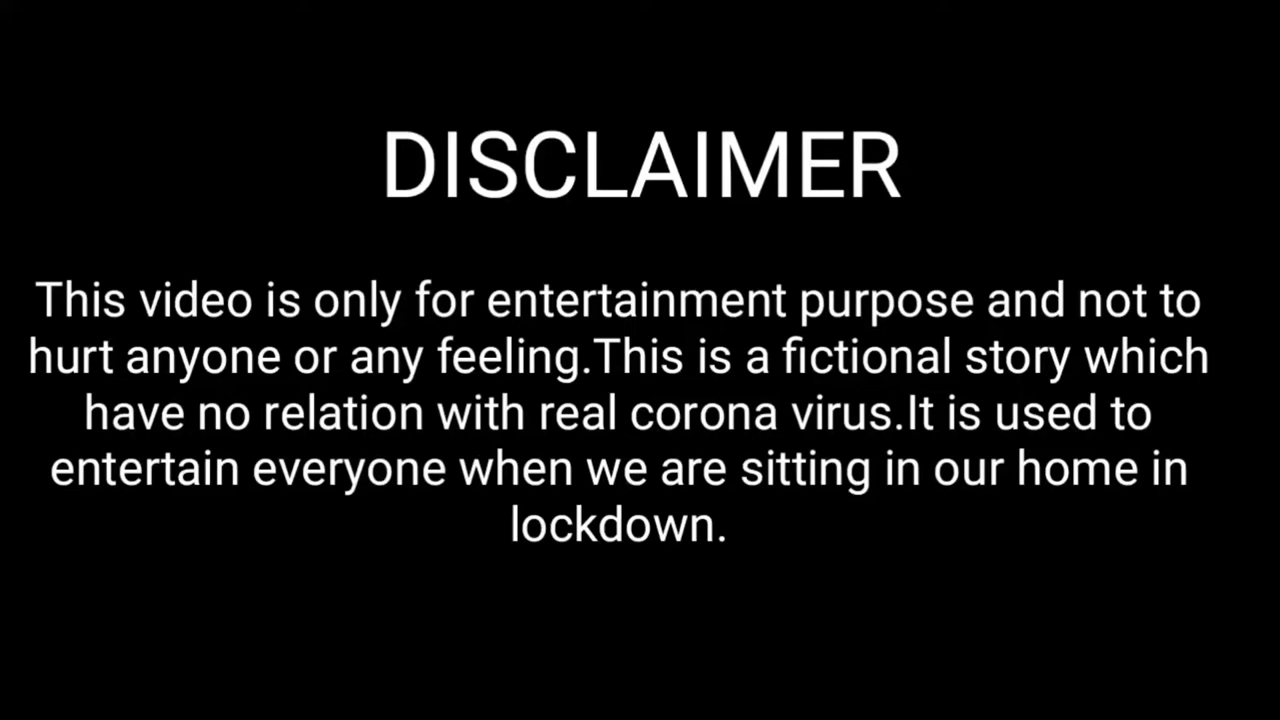 DISCLAIMER
This video is only for entertainment purpose and not to
hurt anyone or any feeling.This is a fictional story which
have no relation with real corona virus.It is used to
entertain everyone when we are sitting in our home in
lockdown.